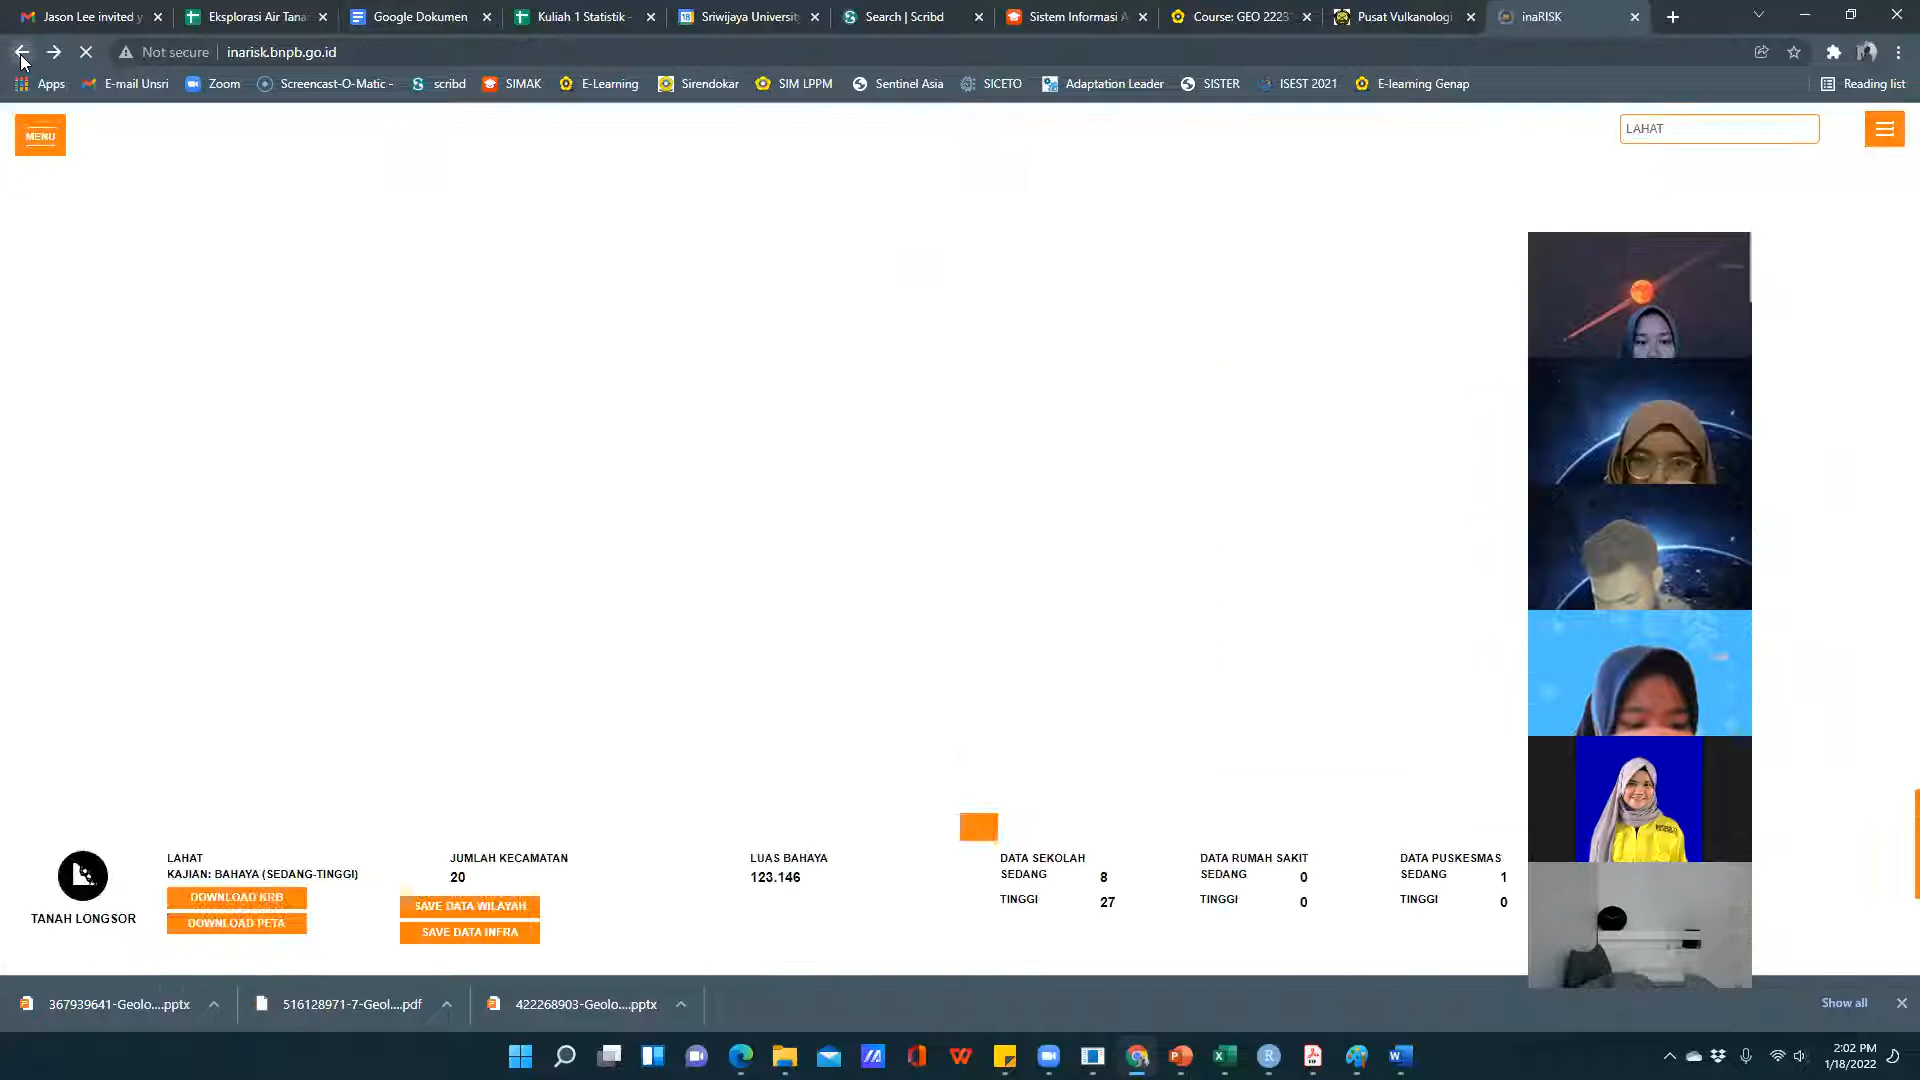 Jason Lee invited y
Eksplorasi Air Tana
Google Dokumen
Kuliah 1 Statistik -
Sriwijaya Universit
Search | Scribd
Sistem Informasi A
Course: GEO 2223
Pusat Vulkanologi
inaRISK
Not secure
inarisk.bnpb.go.id
Apps
E-mail Unsri
Zoom
Screencast-O-Matic -
scribd
SIMAK
E-Learning
Sirendokar
SIM LPPM
Sentinel Asia
SICETO
Adaptation Leader
SISTER
ISEST 2021
E-learning Genap
Reading list
MENU
LAHAT
TANAH LONGSOR
LAHAT
KAJIAN: BAHAYA (SEDANG-TINGGI)
DOWNLOAD KRB
DOWNLOAD PETA
JUMLAH KECAMATAN
20
SAVE DATA WILAYAH
SAVE DATA INFRA
LUAS BAHAYA
123.146
DATA SEKOLAH
SEDANG 8
TINGGI 27
DATA RUMAH SAKIT
SEDANG 0
TINGGI 0
DATA PUSKESMAS
SEDANG 1
TINGGI 0
367939641-Geolo....pptx
516128971-7-Geol....pdf
422268903-Geolo....pptx
Show all
2:02 PM
1/18/2022